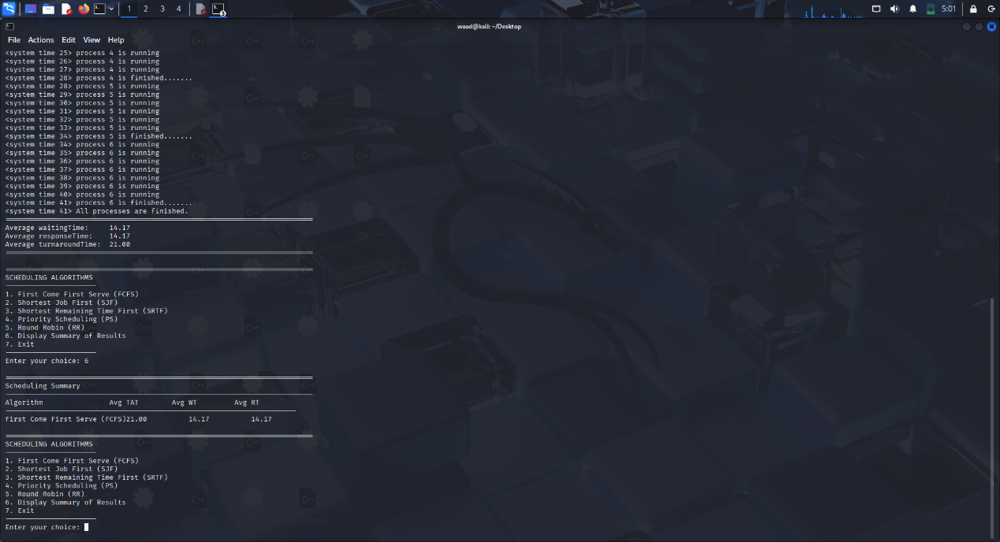 1 2 3 4
5:01
waad@kali: ~/Desktop
File Actions Edit View Help
<system time 25> process 4 is running
<system time 26> process 4 is running
<system time 27> process 4 is running
<system time 28> process 4 is finished.......
<system time 28> process 5 is running
<system time 29> process 5 is running
<system time 30> process 5 is running
<system time 31> process 5 is running
<system time 32> process 5 is running
<system time 33> process 5 is running
<system time 34> process 5 is finished.......
<system time 34> process 6 is running
<system time 35> process 6 is running
<system time 36> process 6 is running
<system time 37> process 6 is running
<system time 38> process 6 is running
<system time 39> process 6 is running
<system time 40> process 6 is running
<system time 41> process 6 is finished.......
<system time 41> All processes are finished.
Average waitingTime: 14.17
Average responseTime: 14.17
Average turnaroundTime: 21.00
SCHEDULING ALGORITHMS
1. First Come First Serve (FCFS)
2. Shortest Job First (SJF)
3. Shortest Remaining Time First (SRTF)
4. Priority Scheduling (PS)
5. Round Robin (RR)
6. Display Summary of Results
7. Exit
Enter your choice: 6
Scheduling Summary
Algorithm Avg TAT Avg WT Avg RT
First Come First Serve (FCFS)21.00 14.17 14.17
SCHEDULING ALGORITHMS
1. First Come First Serve (FCFS)
2. Shortest Job First (SJF)
3. Shortest Remaining Time First (SRTF)
4. Priority Scheduling (PS)
5. Round Robin (RR)
6. Display Summary of Results
7. Exit
Enter your choice: